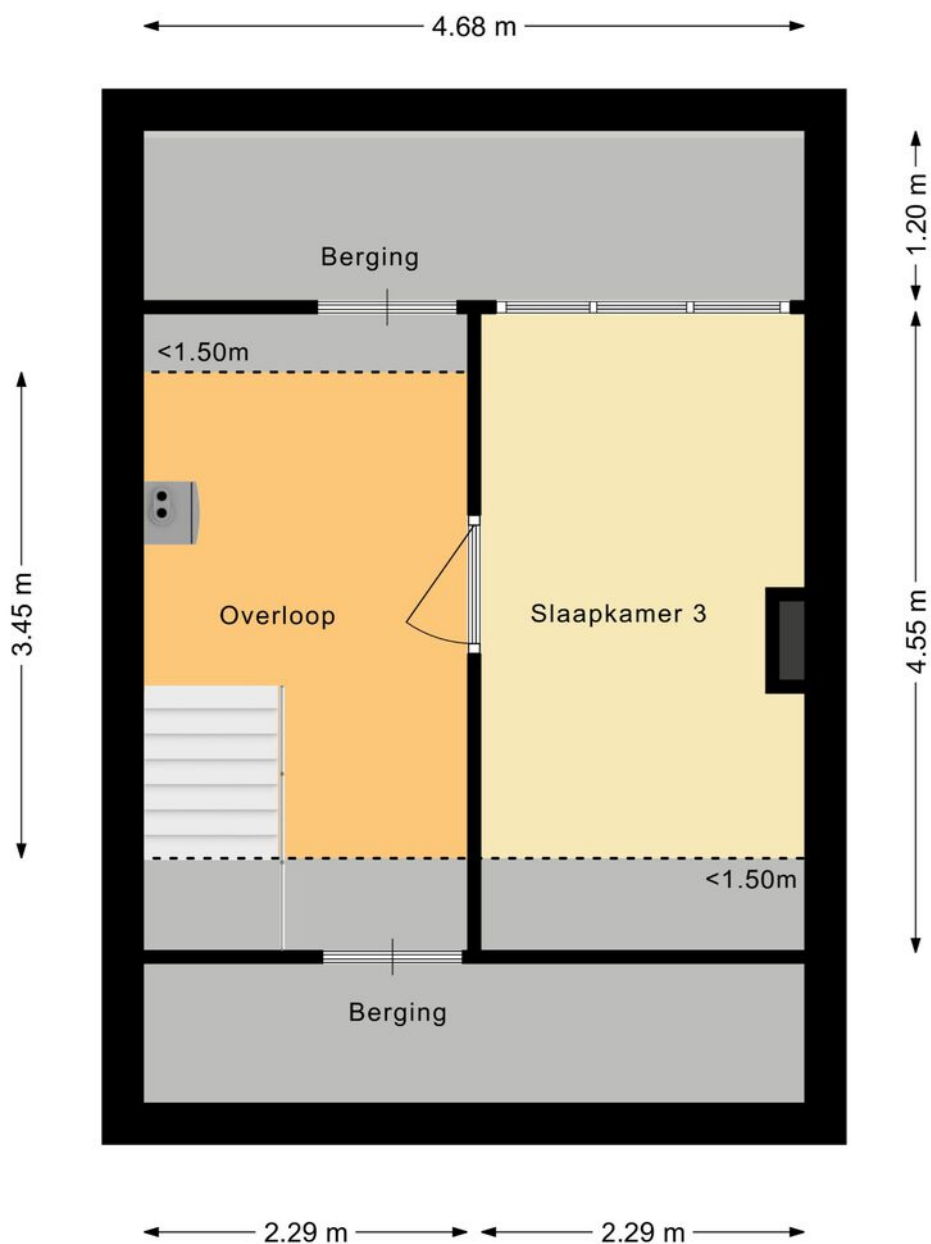 4.68 m
1.20 m
Berging
<1.50m
3.45 m
Overloop
Slaapkamer 3
4.55 m
<1.50m
Berging
2.29 m
2.29 m